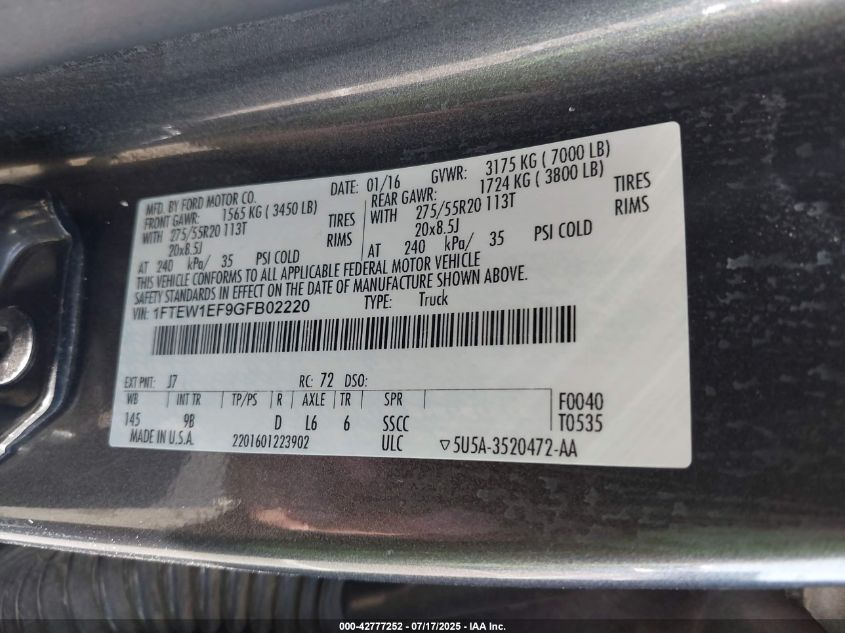 MFD. BY FORD MOTOR CO. DATE: 01/16 GVWR: 3175 KG ( 7000 LB)
FRONT GAWR: 1565 KG ( 3450 LB) REAR GAWR: 1724 KG ( 3800 LB)
WITH 275/55R20 113T TIRES WITH 275/55R20 113T TIRES
20x8.5J RIMS 20x8.5J RIMS
AT 240 kPa/ 35 PSI COLD AT 240 kPa/ 35 PSI COLD
THIS VEHICLE CONFORMS TO ALL APPLICABLE FEDERAL MOTOR VEHICLE
SAFETY STANDARDS IN EFFECT ON THE DATE OF MANUFACTURE SHOWN ABOVE.
VIN: 1FTEW1EF9GFB02220 TYPE: Truck
EXT PNT: J7 RC: 72 DSO:
WB INT TR TP/PS R AXLE TR SPR F0040
145 9B D L6 6 SSCC T0535
MADE IN U.S.A. 2201601223902 ULC ▽5U5A-3520472-AA
000-42777252 - 07/17/2025 - IAA Inc.